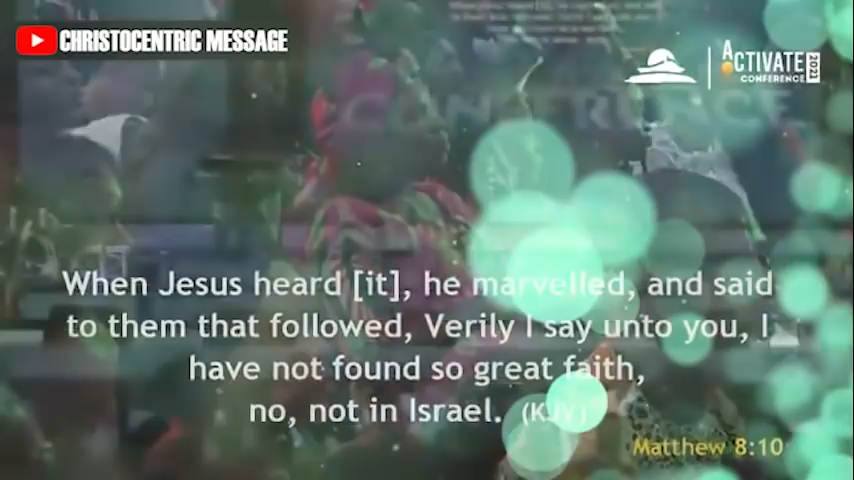 CHRISTOCENTRIC MESSAGE
ACTIVATE
CONFERENCE
2021
CONFERENCE
When Jesus heard [it], he marvelled, and said
to them that followed, Verily I say unto you, I
have not found so great faith,
no, not in Israel. (KJV)
Matthew 8:10